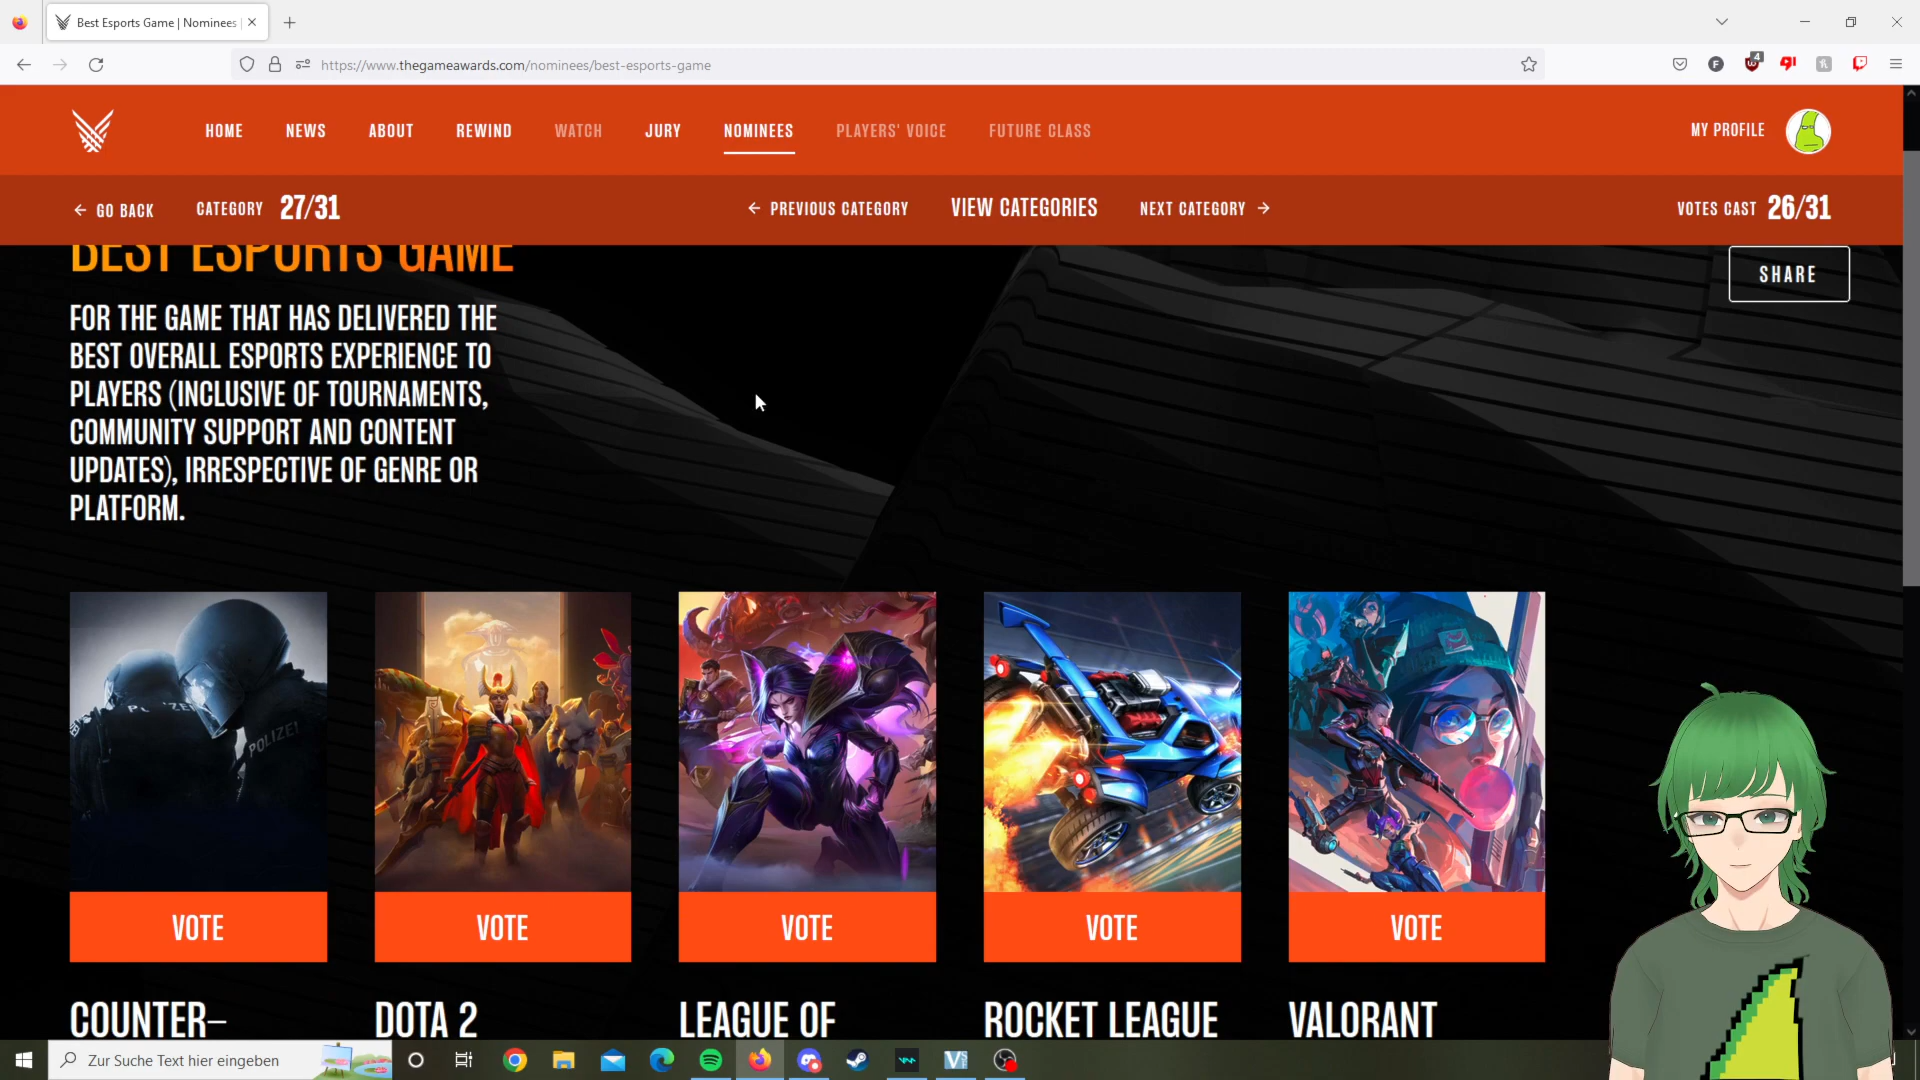 Best Esports Game | Nominees |
https://www.thegameawards.com/nominees/best-esports-game
4
HOME
NEWS
ABOUT
REWIND
WATCH
JURY
NOMINEES
PLAYERS' VOICE
FUTURE CLASS
MY PROFILE
GO BACK
CATEGORY 27/31
PREVIOUS CATEGORY
VIEW CATEGORIES
NEXT CATEGORY
VOTES CAST 26/31
BEST ESPORTS GAME
SHARE
FOR THE GAME THAT HAS DELIVERED THE
BEST OVERALL ESPORTS EXPERIENCE TO
PLAYERS (INCLUSIVE OF TOURNAMENTS,
COMMUNITY SUPPORT AND CONTENT
UPDATES), IRRESPECTIVE OF GENRE OR
PLATFORM.
POLIZEI
VOTE
VOTE
VOTE
VOTE
VOTE
COUNTER-
DOTA 2
LEAGUE OF
ROCKET LEAGUE
VALORANT
Zur Suche Text hier eingeben